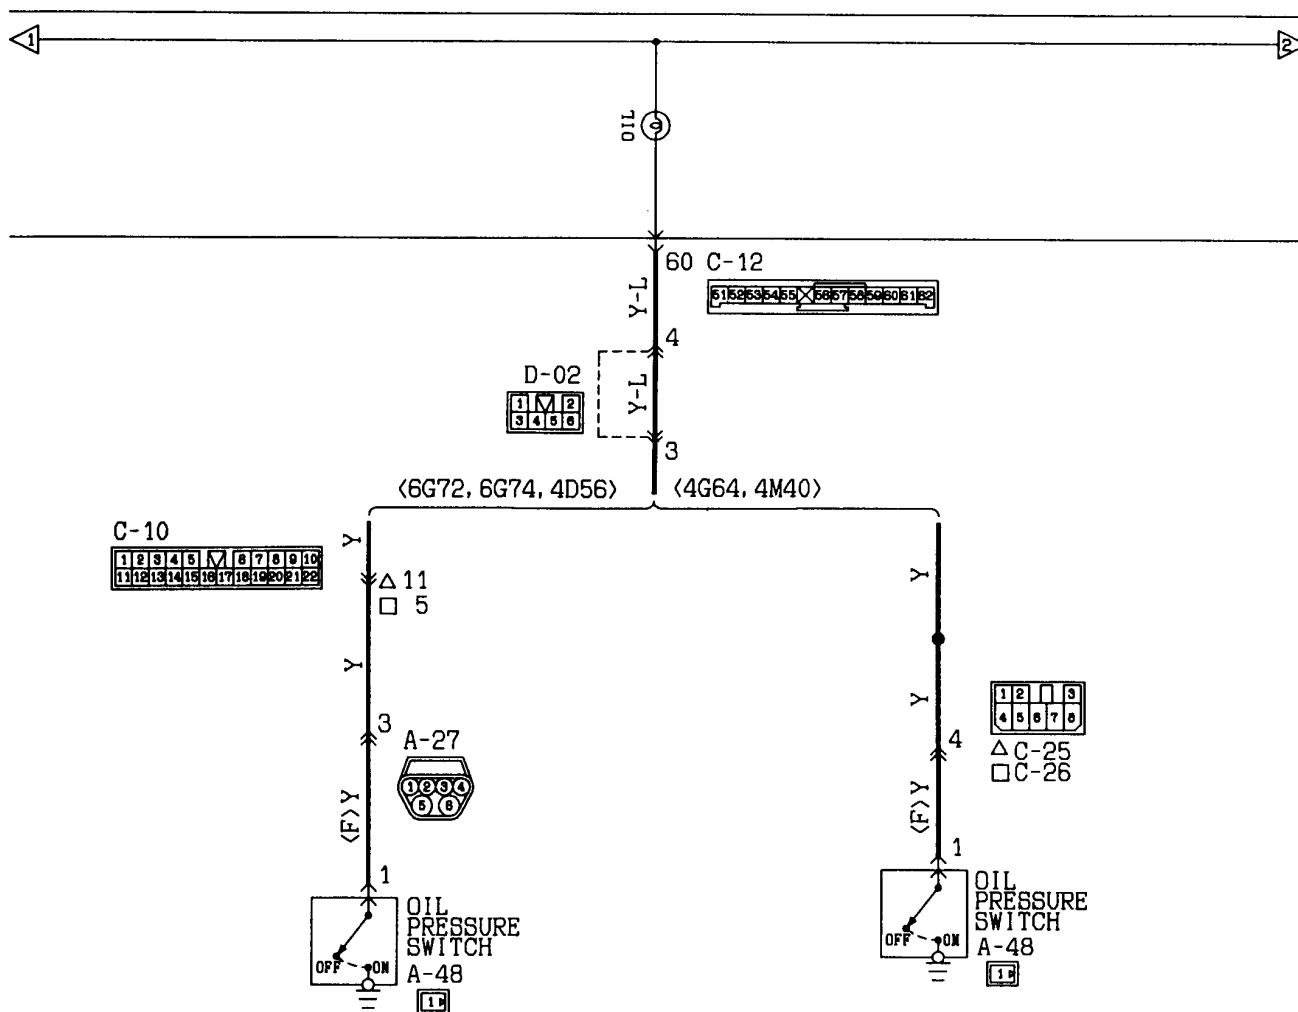 1 2
OIL
60 C-12
51 52 53 54 55 56 57 58 59 60 61 62
Y-L
4
D-02
1 2
3 4 5 6
Y-L
3
<6G72, 6G74, 4D56> <4G64, 4M40>
C-10
1 2 3 4 5 6 7 8 9 10
11 12 13 14 15 16 17 18 19 20 21 22
Y
△ 11
□ 5
Y
Y
Y
1 2 3
4 5 6 7 8
△ C-25
□ C-26
3
A-27
1 2 3 4
5 6
4
<F> Y
<F> Y
1
OIL
PRESSURE
SWITCH
OFF ON
A-48
1
1
OIL
PRESSURE
SWITCH
OFF ON
A-48
1